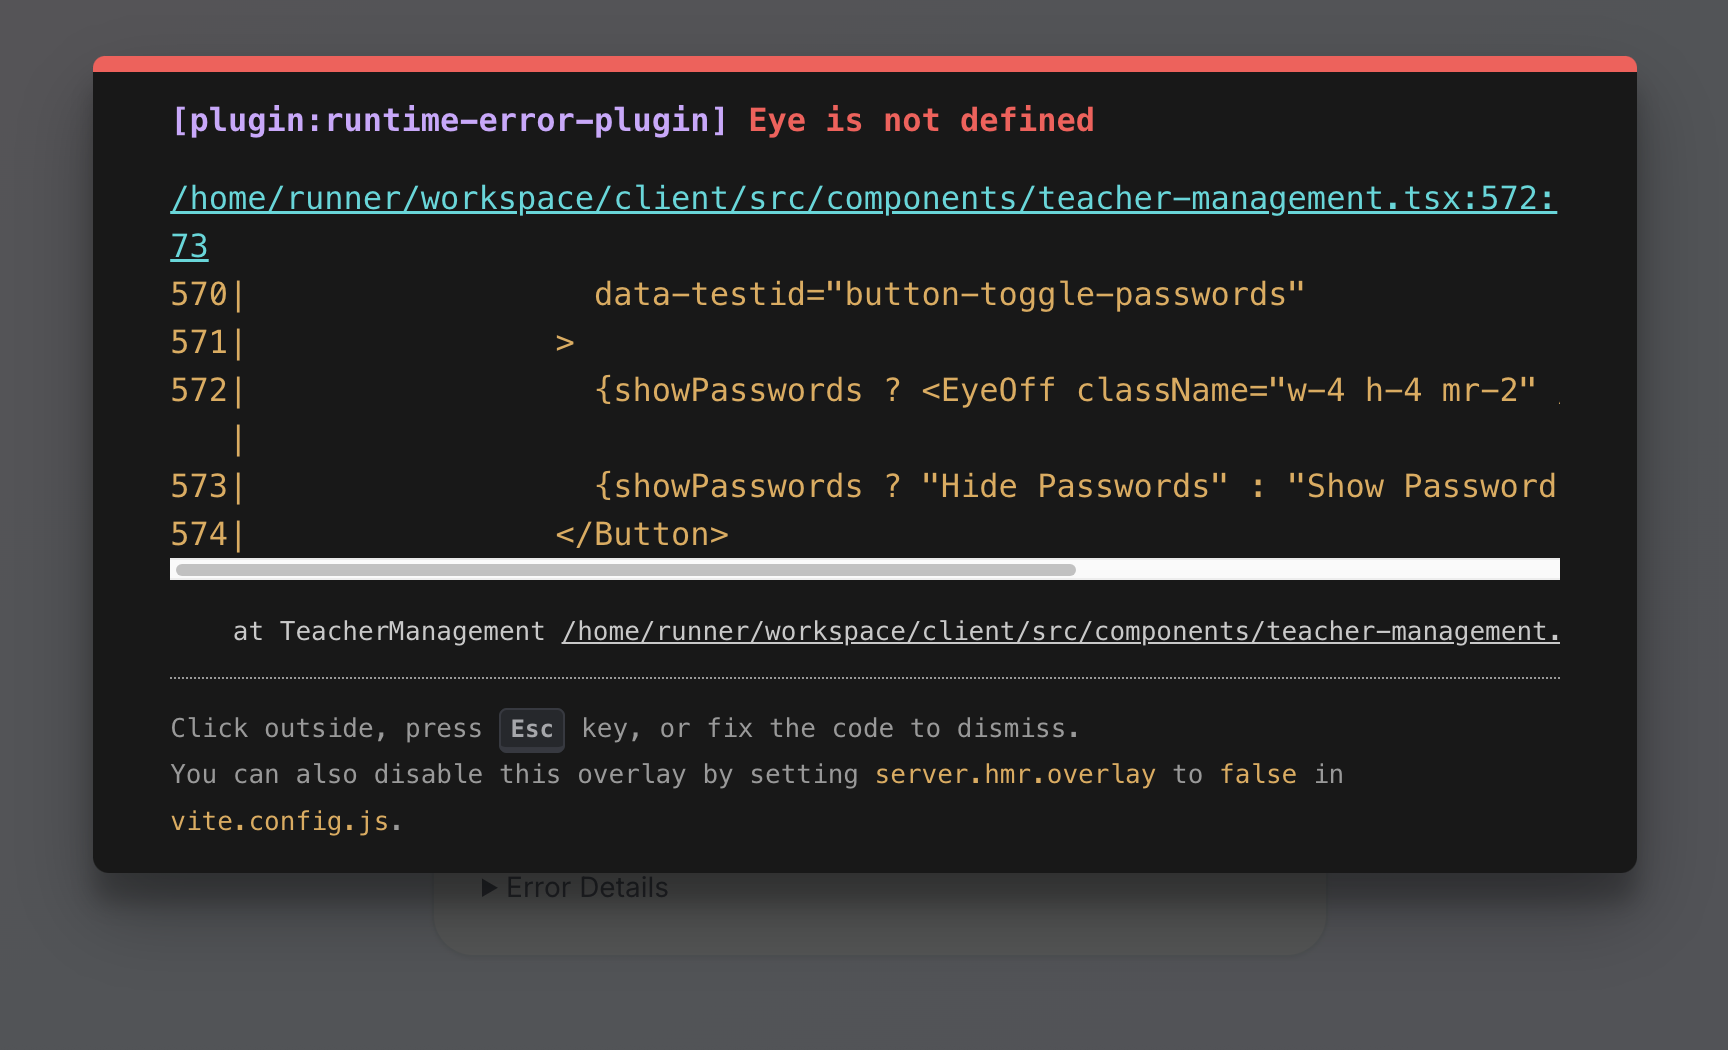 [plugin:runtime-error-plugin] Eye is not defined
/home/runner/workspace/client/src/components/teacher-management.tsx:572:
73
570|                  data-testid="button-toggle-passwords"
571|                >
572|                  {showPasswords ? <EyeOff className="w-4 h-4 mr-2"
   |
573|                  {showPasswords ? "Hide Passwords" : "Show Password
574|                </Button>
at TeacherManagement /home/runner/workspace/client/src/components/teacher-management.
Click outside, press Esc key, or fix the code to dismiss.
You can also disable this overlay by setting server.hmr.overlay to false in
vite.config.js.
▶ Error Details